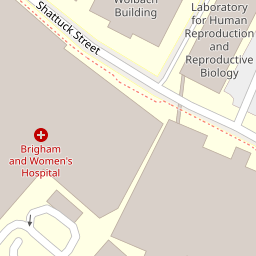 Wolbach
Building
Laboratory
for Human
Reproduction
and
Reproductive
Biology
Shattuck Street
Brigham
and Women's
Hospital